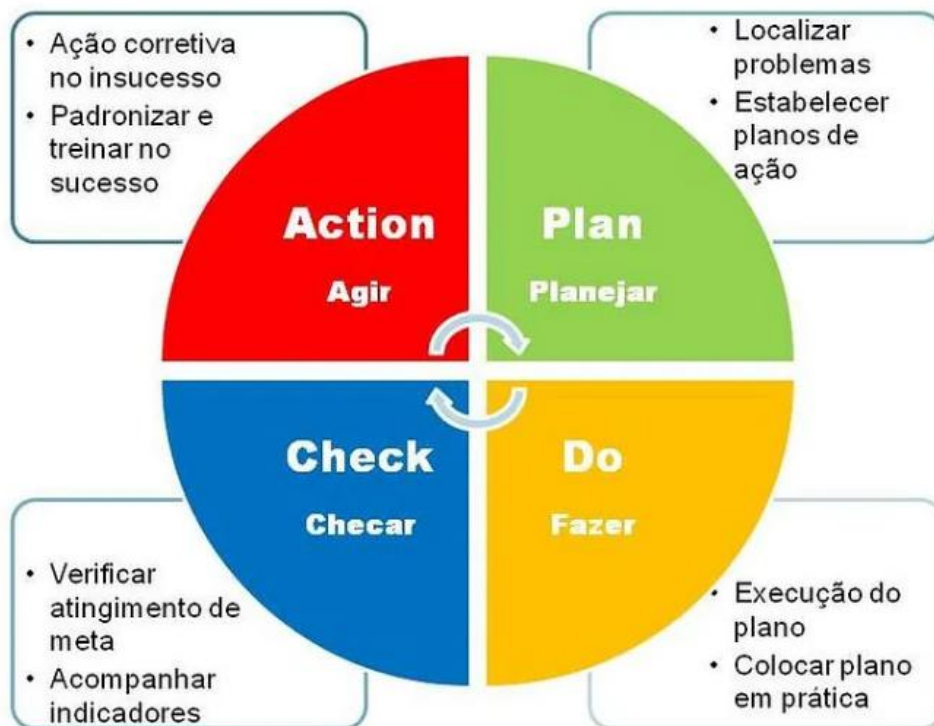 • Ação corretiva
no insucesso
• Padronizar e
treinar no
sucesso
• Localizar
problemas
• Estabelecer
planos de
ação
Action
Agir
Plan
Planejar
Check
Checar
Do
Fazer
• Verificar
atingimento de
meta
• Acompanhar
indicadores
• Execução do
plano
• Colocar plano
em prática